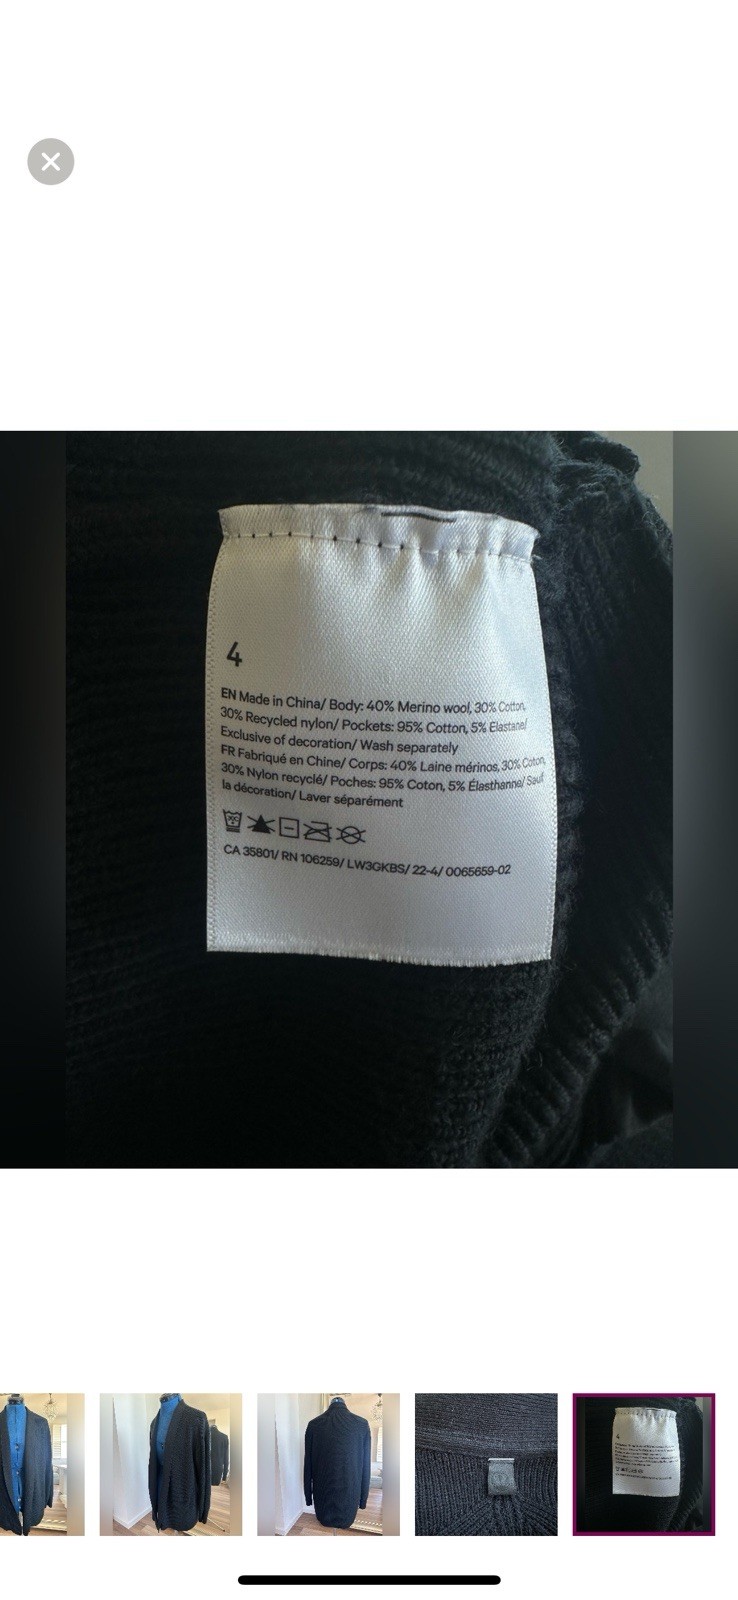 4
EN Made in China/ Body: 40% Merino wool, 30% Cotton,
30% Recycled nylon/ Pockets: 95% Cotton, 5% Elastane/
Exclusive of decoration/ Wash separately
FR Fabriqué en Chine/ Corps: 40% Laine mérinos, 30% Coton,
30% Nylon recyclé/ Poches: 95% Coton, 5% Élasthanne/ Sauf
la décoration/ Laver séparément
CA 35801/ RN 106259/ LW3GKBS/ 22-4/ 0065659-02